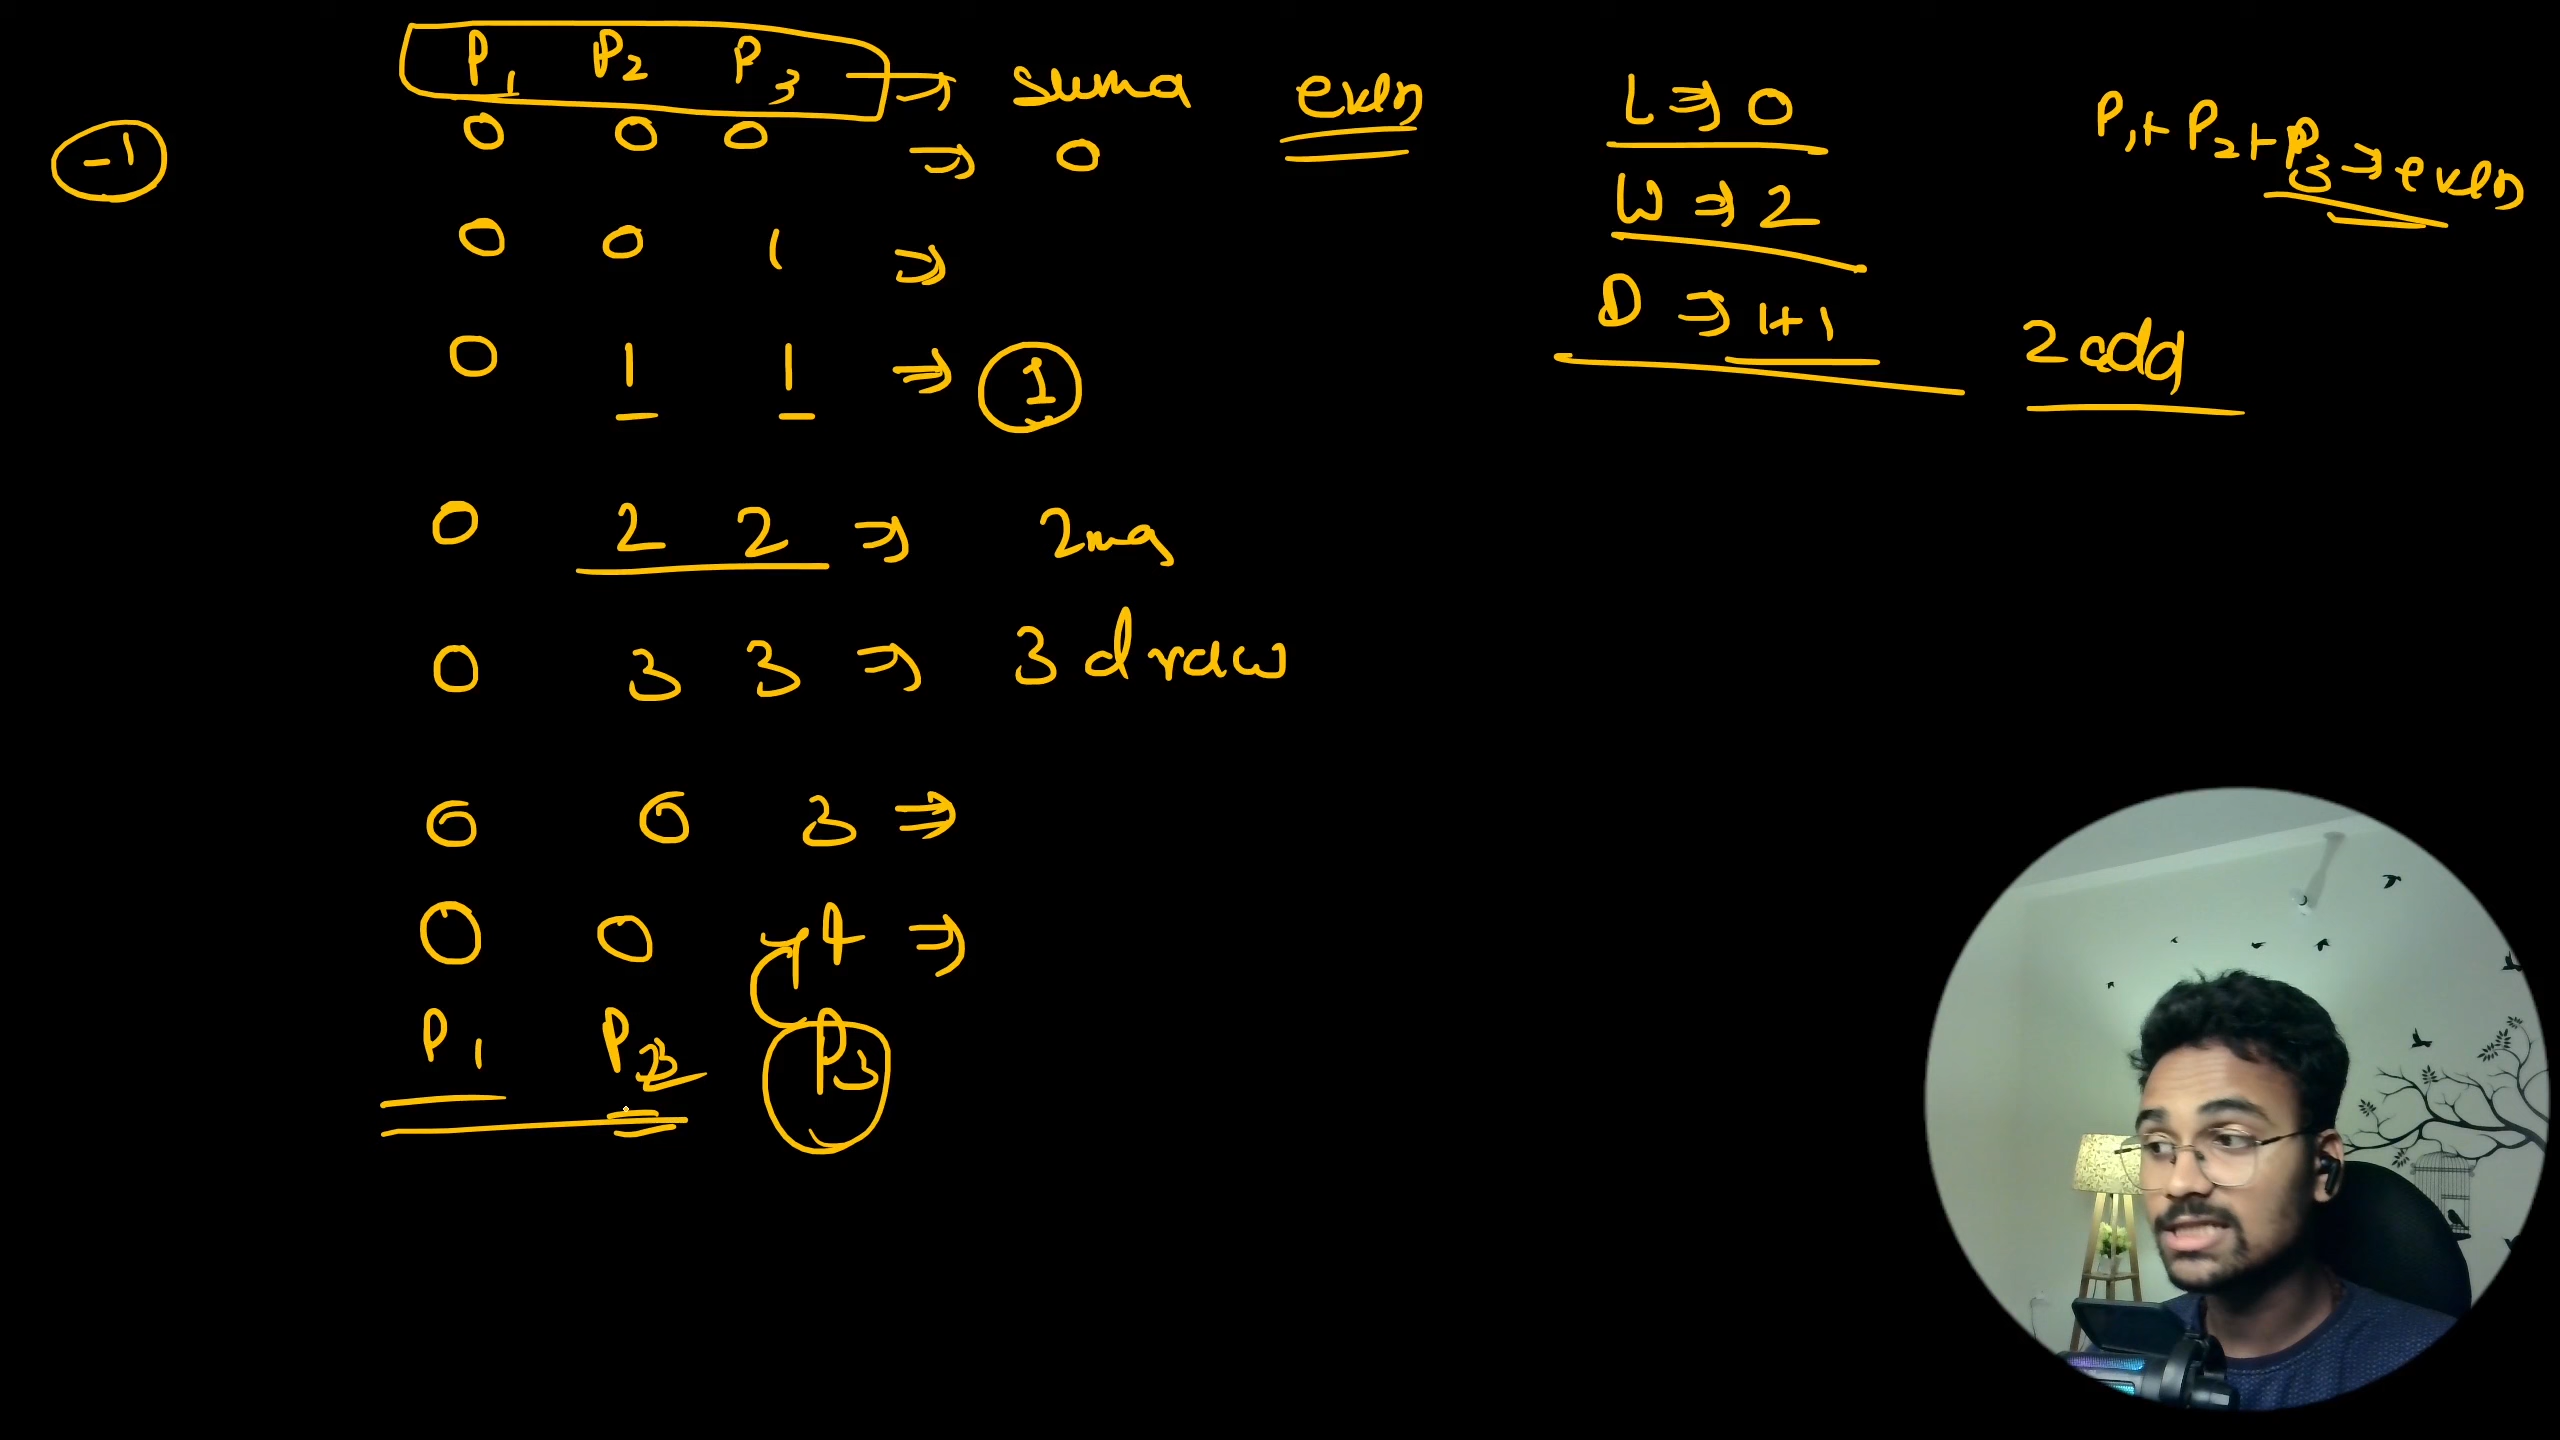 P1 P2 P3 → suma even
-1
0 0 0 ⇒ 0
0 0 1 ⇒
0 1 1 ⇒ 1
0 2 2 ⇒
0 3 3 ⇒ 3 draw
0 0 3 ⇒
0 0 4 ⇒
P1 P3
L ⇒ 0
W ⇒ 2
D ⇒ 1+1
2 add
P1+P2+P3 ⇒ even